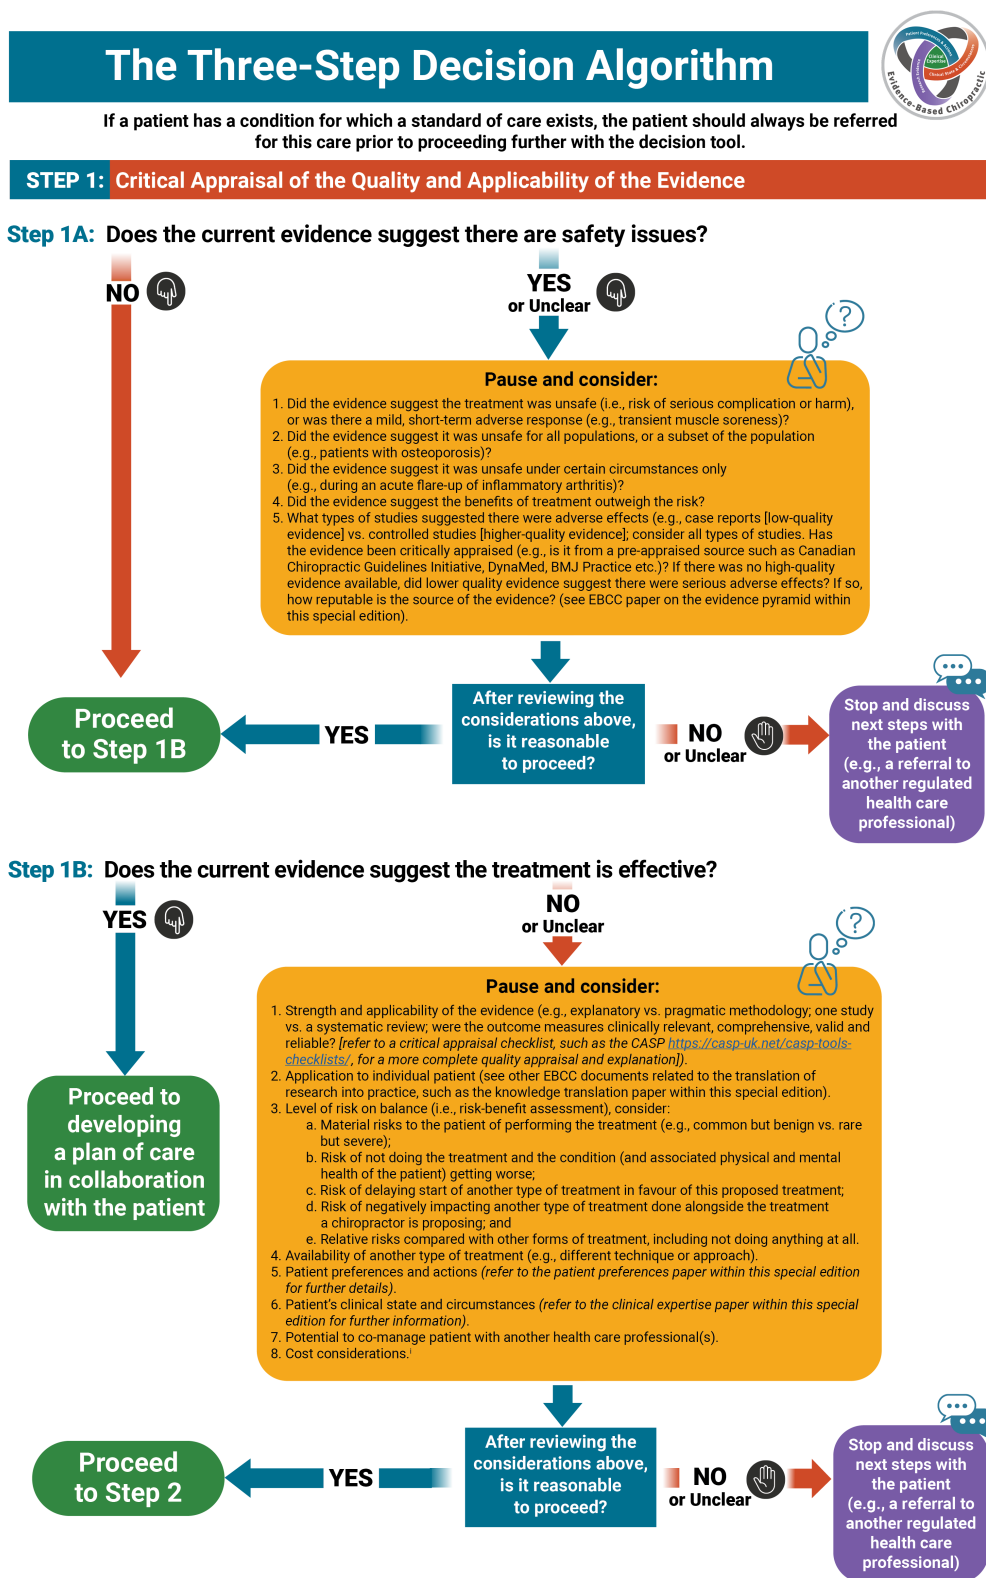 The Three-Step Decision Algorithm
Patient Preferences & Actions
Clinical Expertise
Clinical State & Circumstances
Research Evidence
Evidence-Based Chiropractic
If a patient has a condition for which a standard of care exists, the patient should always be referred
for this care prior to proceeding further with the decision tool.
STEP 1: Critical Appraisal of the Quality and Applicability of the Evidence
Step 1A: Does the current evidence suggest there are safety issues?
NO
YES
or Unclear
?
Pause and consider:
1. Did the evidence suggest the treatment was unsafe (i.e., risk of serious complication or harm),
or was there a mild, short-term adverse response (e.g., transient muscle soreness)?
2. Did the evidence suggest it was unsafe for all populations, or a subset of the population
(e.g., patients with osteoporosis)?
3. Did the evidence suggest it was unsafe under certain circumstances only
(e.g., during an acute flare-up of inflammatory arthritis)?
4. Did the evidence suggest the benefits of treatment outweigh the risk?
5. What types of studies suggested there were adverse effects (e.g., case reports [low-quality
evidence] vs. controlled studies [higher-quality evidence]; consider all types of studies. Has
the evidence been critically appraised (e.g., is it from a pre-appraised source such as Canadian
Chiropractic Guidelines Initiative, DynaMed, BMJ Practice etc.)? If there was no high-quality
evidence available, did lower quality evidence suggest there were serious adverse effects? If so,
how reputable is the source of the evidence? (see EBCC paper on the evidence pyramid within
this special edition).
Proceed
to Step 1B
YES
After reviewing the
considerations above,
is it reasonable
to proceed?
NO
or Unclear
Stop and discuss
next steps with
the patient
(e.g., a referral to
another regulated
health care
professional)
Step 1B: Does the current evidence suggest the treatment is effective?
YES
NO
or Unclear
?
Pause and consider:
1. Strength and applicability of the evidence (e.g., explanatory vs. pragmatic methodology; one study
vs. a systematic review; were the outcome measures clinically relevant, comprehensive, valid and
reliable? [refer to a critical appraisal checklist, such as the CASP https://casp-uk.net/casp-tools-
checklists/, for a more complete quality appraisal and explanation]).
2. Application to individual patient (see other EBCC documents related to the translation of
research into practice, such as the knowledge translation paper within this special edition).
3. Level of risk on balance (i.e., risk-benefit assessment), consider:
a. Material risks to the patient of performing the treatment (e.g., common but benign vs. rare
but severe);
b. Risk of not doing the treatment and the condition (and associated physical and mental
health of the patient) getting worse;
c. Risk of delaying start of another type of treatment in favour of this proposed treatment;
d. Risk of negatively impacting another type of treatment done alongside the treatment
a chiropractor is proposing; and
e. Relative risks compared with other forms of treatment, including not doing anything at all.
4. Availability of another type of treatment (e.g., different technique or approach).
5. Patient preferences and actions (refer to the patient preferences paper within this special edition
for further details).
6. Patient's clinical state and circumstances (refer to the clinical expertise paper within this special
edition for further information).
7. Potential to co-manage patient with another health care professional(s).
8. Cost considerations.i
Proceed to
developing
a plan of care
in collaboration
with the patient
Proceed
to Step 2
YES
After reviewing the
considerations above,
is it reasonable
to proceed?
NO
or Unclear
Stop and discuss
next steps with
the patient
(e.g., a referral to
another regulated
health care
professional)